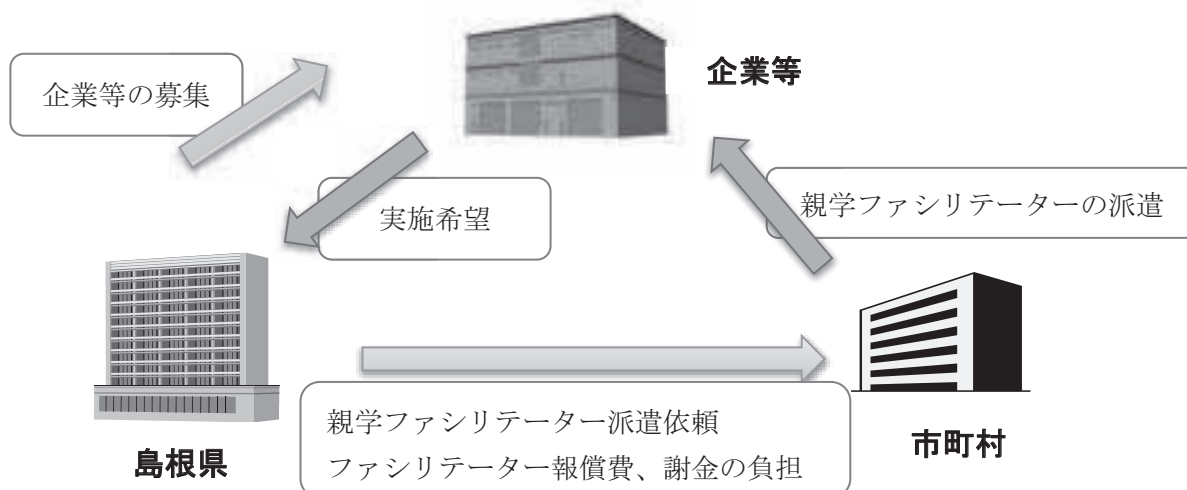 企業等
企業等の募集
親学ファシリテーターの派遣
実施希望
親学ファシリテーター派遣依頼
ファシリテーター報償費、謝金の負担
島根県
市町村